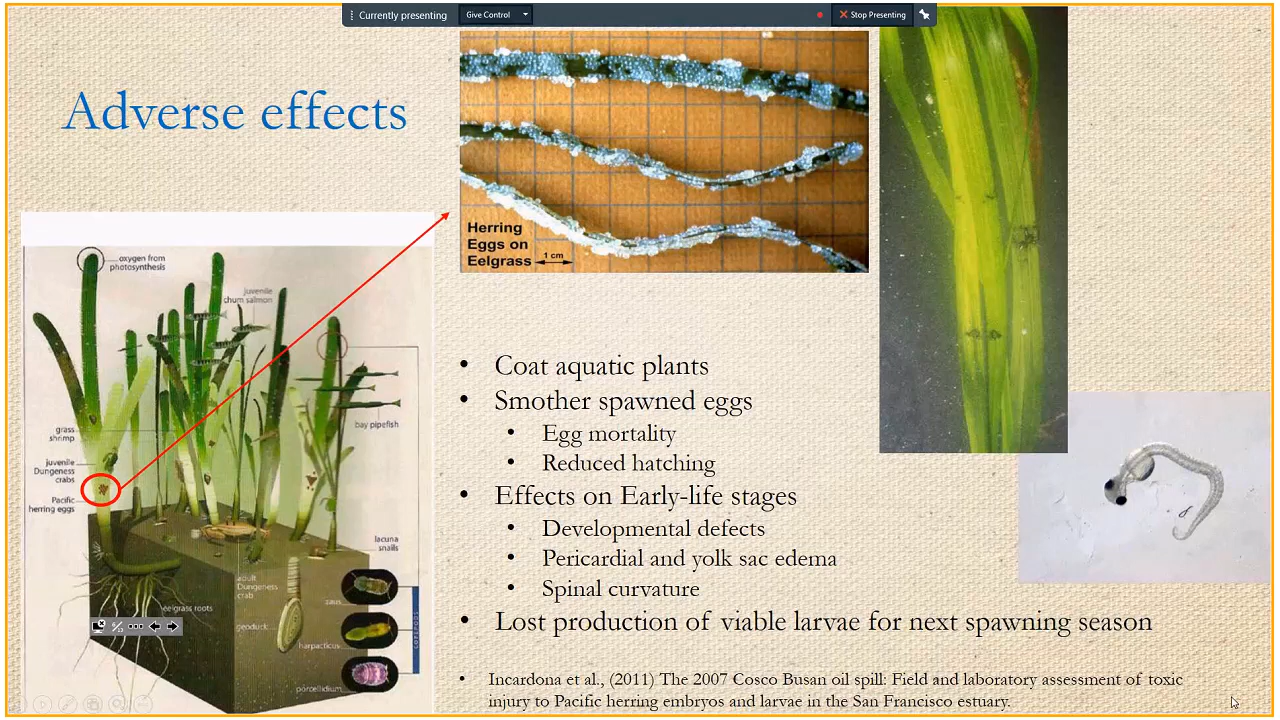 Currently presenting
Give Control
Stop Presenting
Adverse effects
Herring
Eggs on
Eelgrass
1 cm
oxygen from
photosynthesis
juvenile
chum salmon
bay pipefish
grass
shrimp
juvenile
Dungeness
crabs
Pacific
herring eggs
lacuna
snails
adult
Dungeness
crab
eelgrass roots
geoduck
zaus
harpacticus
porcellidium
COPEPODS
• Coat aquatic plants
• Smother spawned eggs
• Egg mortality
• Reduced hatching
• Effects on Early-life stages
• Developmental defects
• Pericardial and yolk sac edema
• Spinal curvature
• Lost production of viable larvae for next spawning season
• Incardona et al., (2011) The 2007 Cosco Busan oil spill: Field and laboratory assessment of toxic
injury to Pacific herring embryos and larvae in the San Francisco estuary.